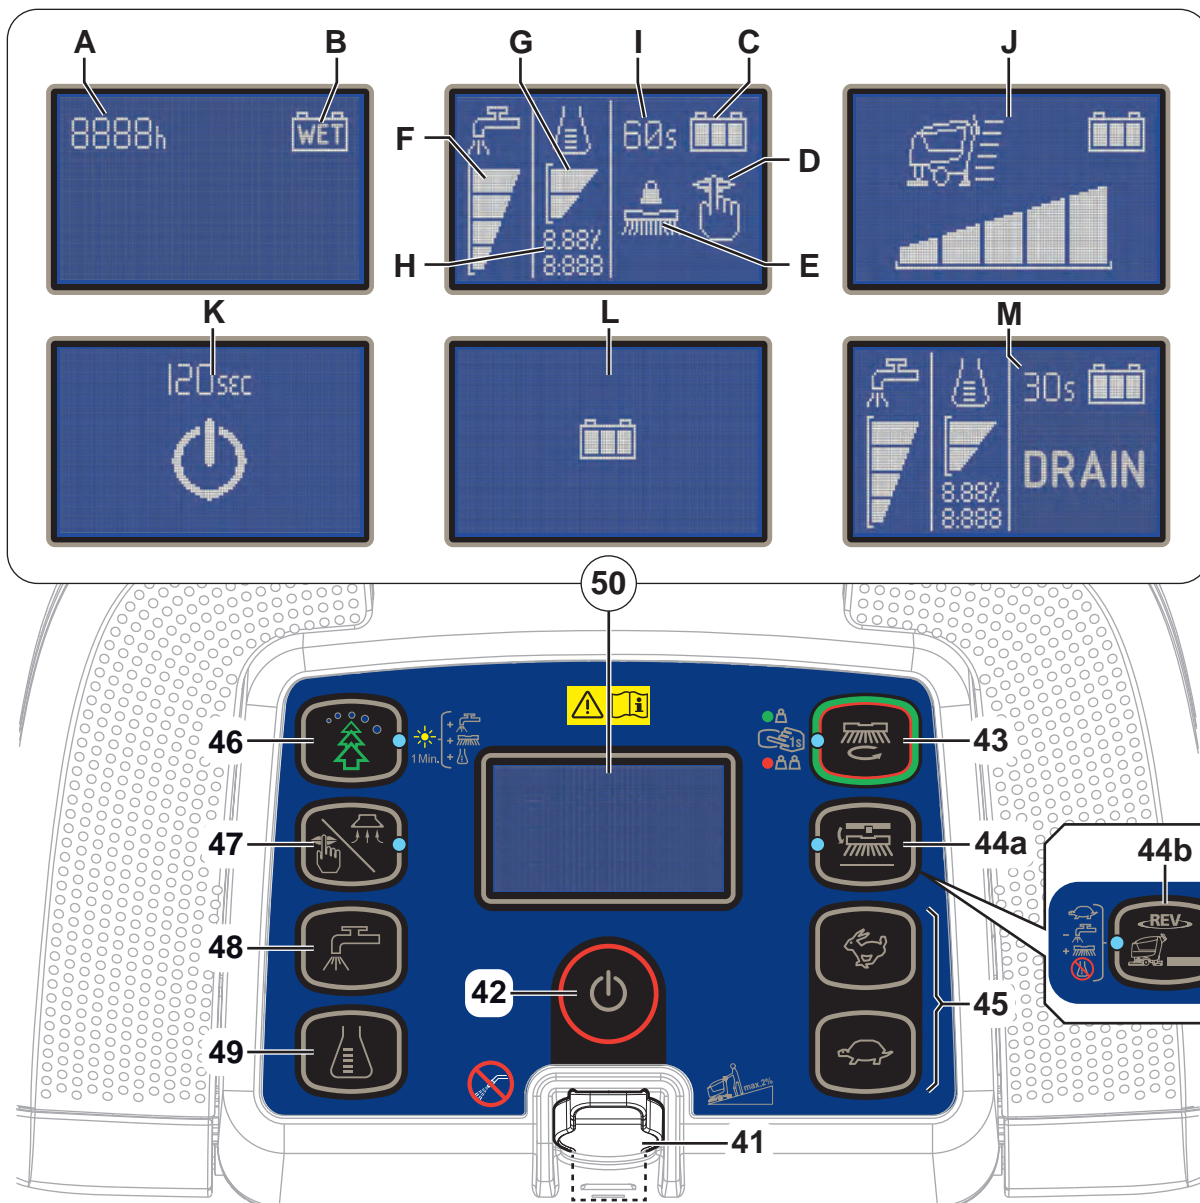 A B G I C J
8888h WET
F 60s D
H 8.88% E
8:888
K L M
120SEC 30s
DRAIN
8.88%
8:888
50
46 1 Min. + + + 1s 43
47 44a 44b
REV
48 - +
42 45
49 max.2%
41